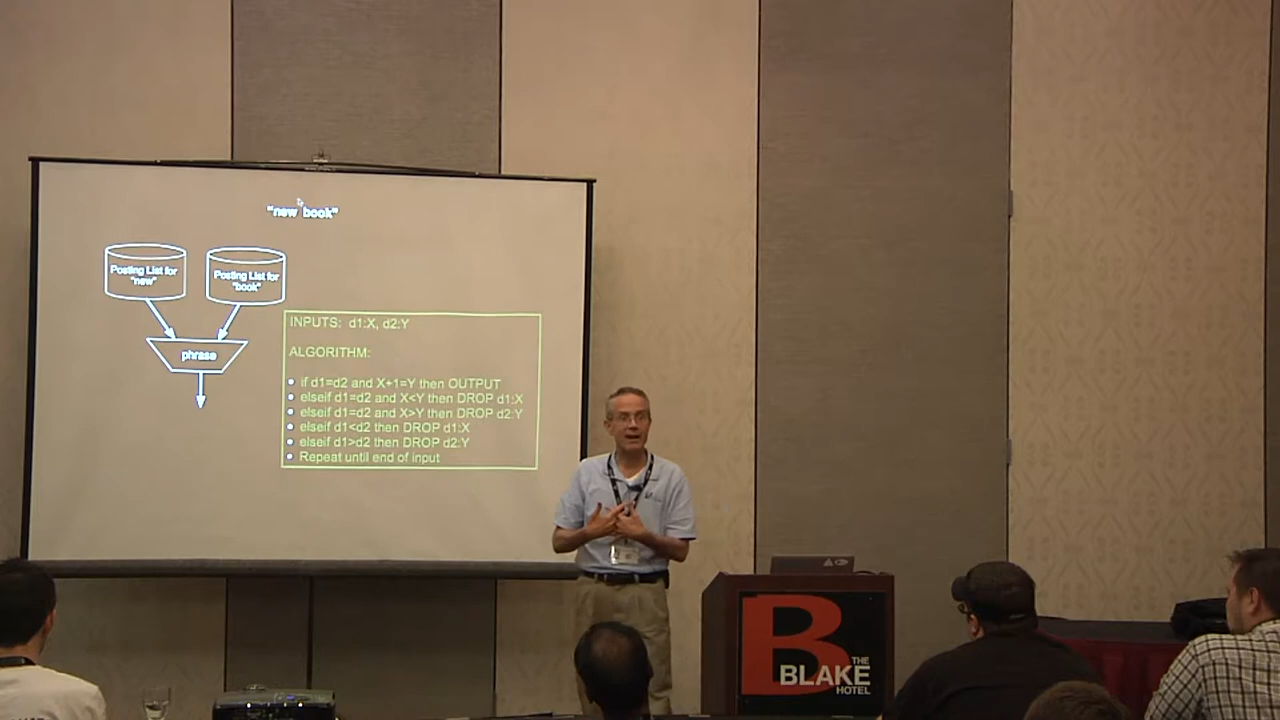 "new book"
Posting List for
"new"
Posting List for
"book"
phrase
INPUTS: d1:X, d2:Y
ALGORITHM:
• if d1=d2 and X+1=Y then OUTPUT
• elseif d1=d2 and X<Y then DROP d1:X
• elseif d1=d2 and X>Y then DROP d2:Y
• elseif d1<d2 then DROP d1:X
• elseif d1>d2 then DROP d2:Y
• Repeat until end of input
B
THE
BLAKE
HOTEL